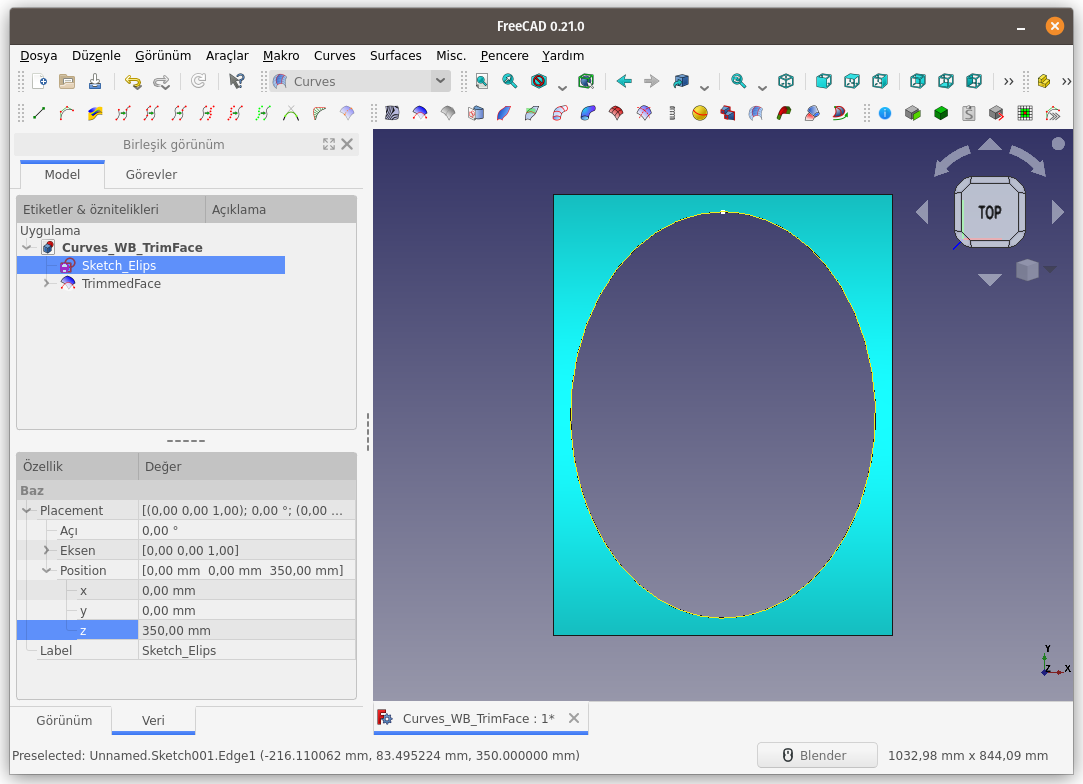 FreeCAD 0.21.0
Dosya Düzenle Görünüm Araçlar Makro Curves Surfaces Misc. Pencere Yardım
Curves
Birleşik görünüm
Model Görevler
Etiketler & öznitelikleri Açıklama
Uygulama
Curves_WB_TrimFace
Sketch_Elips
TrimmedFace
TOP
Özellik Değer
Baz
Placement [(0,00 0,00 1,00); 0,00 °; (0,00 ...
Açı 0,00 °
Eksen [0,00 0,00 1,00]
Position [0,00 mm 0,00 mm 350,00 mm]
x 0,00 mm
y 0,00 mm
z 350,00 mm
Label Sketch_Elips
Y
Z X
Görünüm Veri
Curves_WB_TrimFace : 1*
Preselected: Unnamed.Sketch001.Edge1 (-216.110062 mm, 83.495224 mm, 350.000000 mm)
Blender 1032,98 mm x 844,09 mm